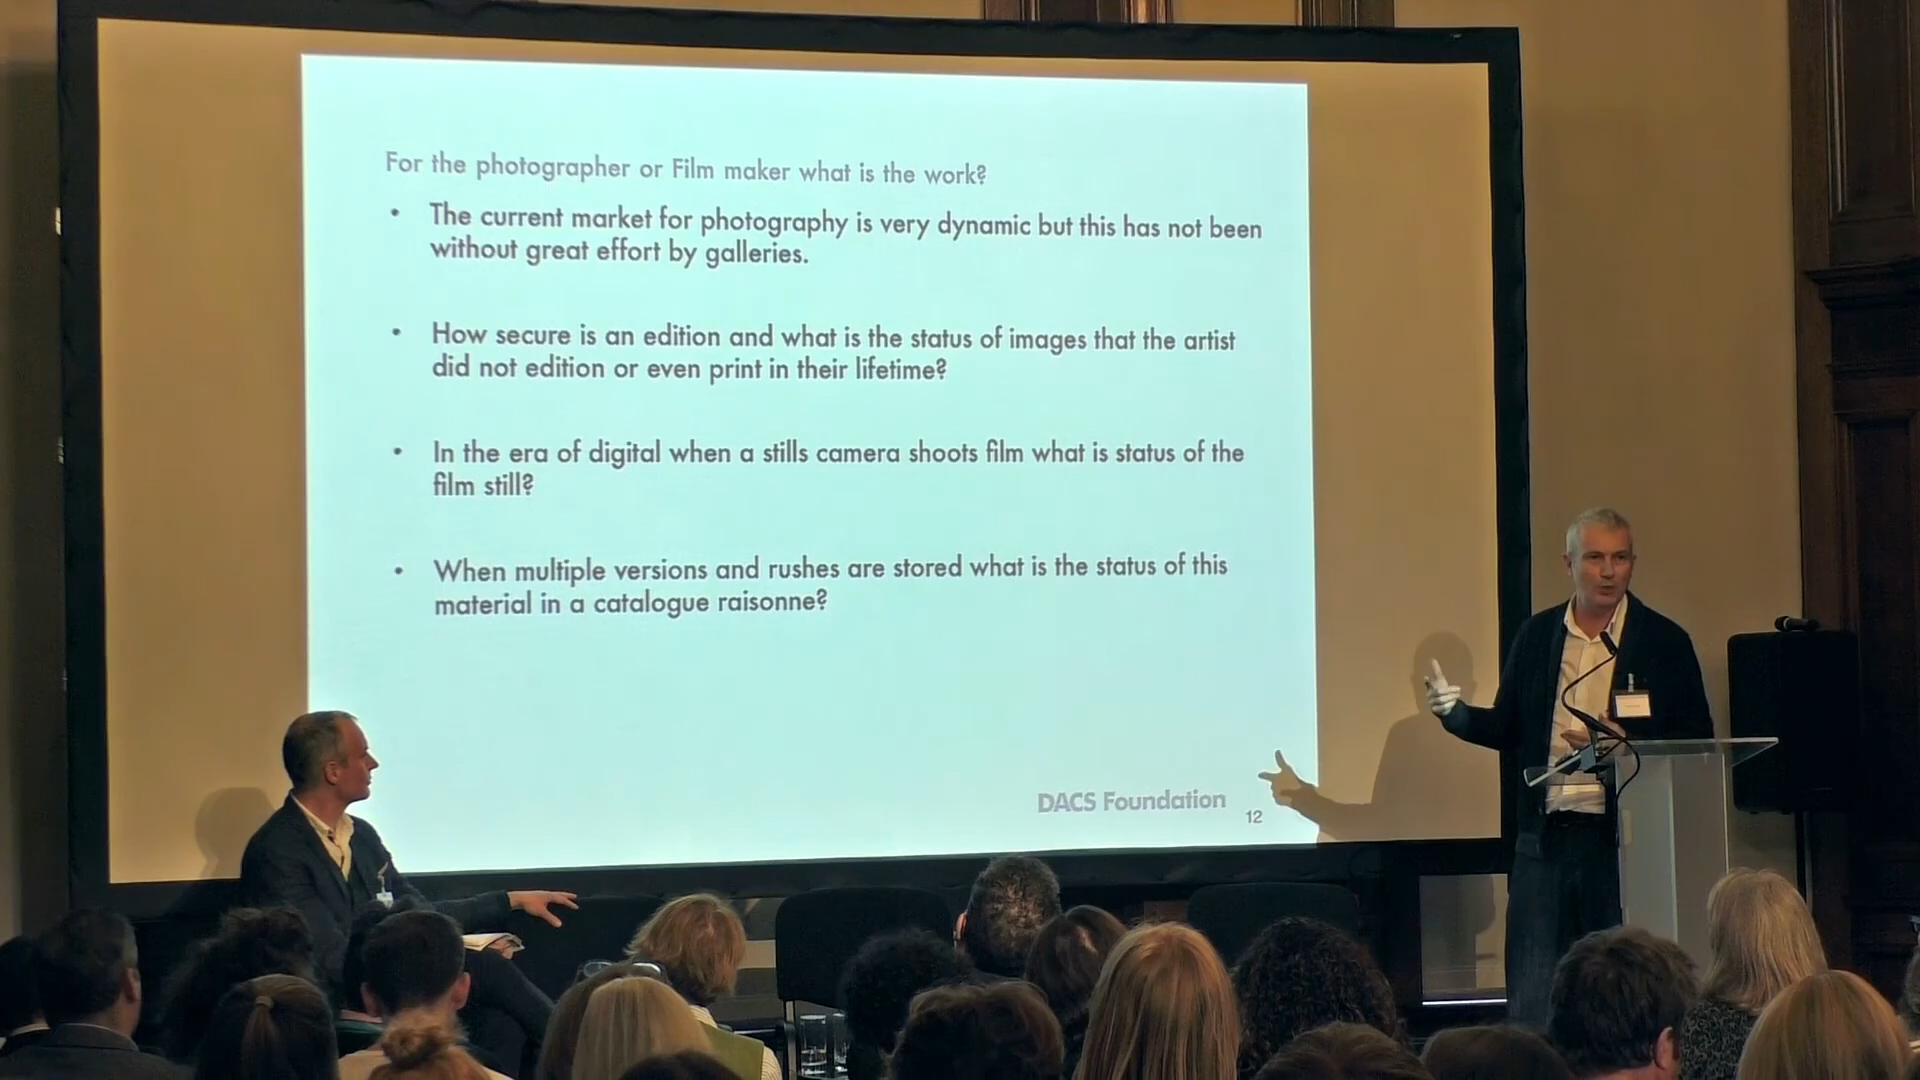 For the photographer or Film maker what is the work?
• The current market for photography is very dynamic but this has not been
without great effort by galleries.
• How secure is an edition and what is the status of images that the artist
did not edition or even print in their lifetime?
• In the era of digital when a stills camera shoots film what is status of the
film still?
• When multiple versions and rushes are stored what is the status of this
material in a catalogue raisonne?
DACS Foundation
12